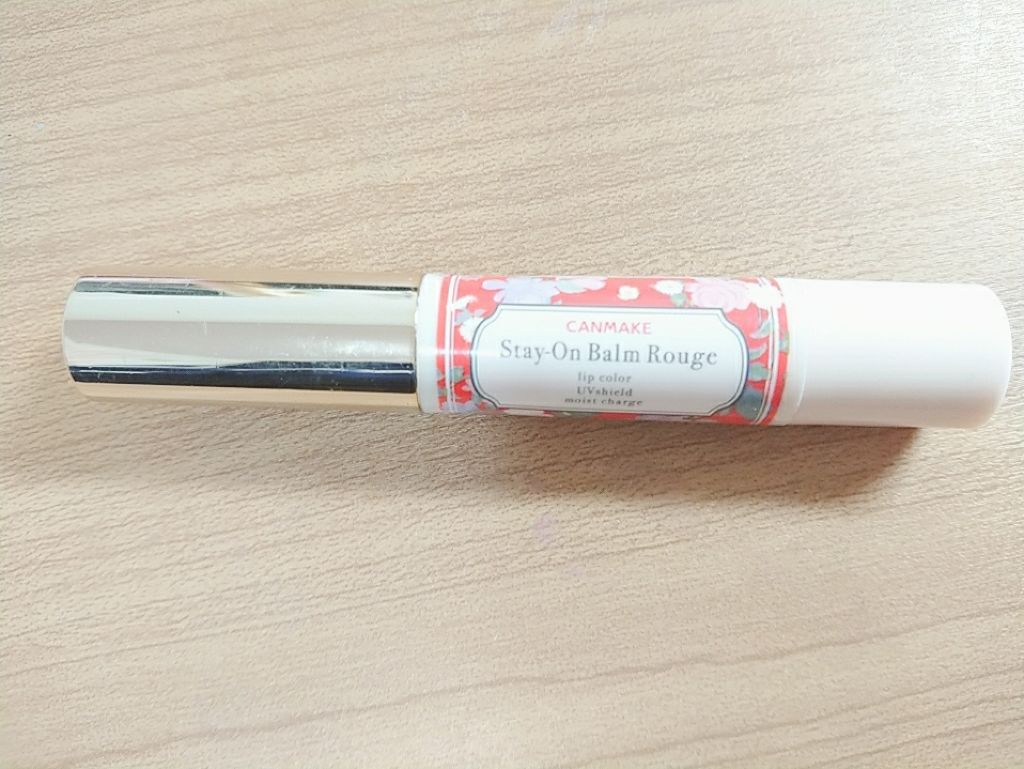 CANMAKE
Stay-On Balm Rouge
lip color
UVshield
moist charge